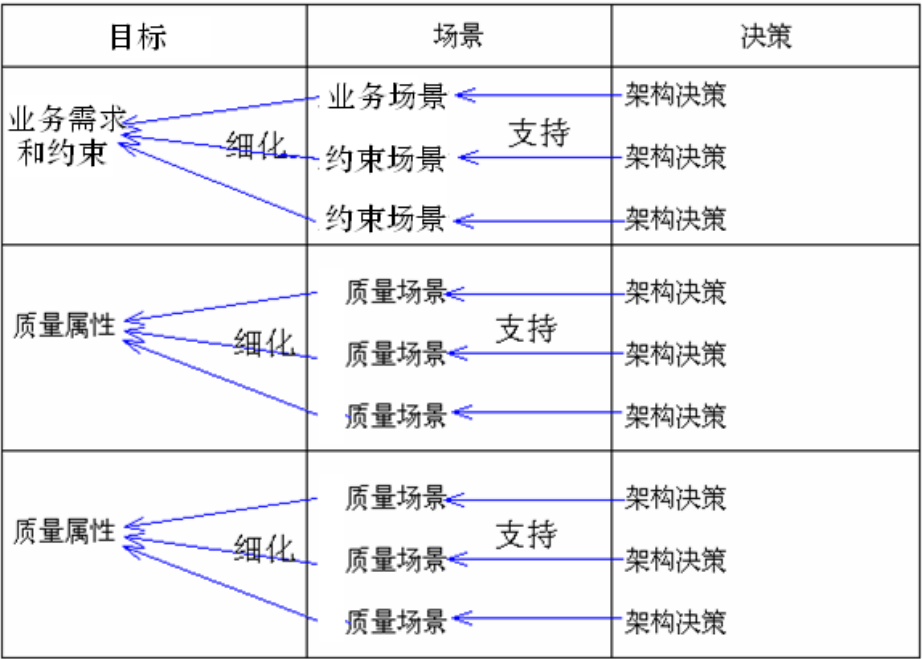 目标
场景
决策
业务需求
和约束
细化
业务场景
支持
架构决策
约束场景
架构决策
约束场景
架构决策
质量属性
细化
质量场景
支持
架构决策
质量场景
架构决策
质量场景
架构决策
质量属性
细化
质量场景
支持
架构决策
质量场景
架构决策
质量场景
架构决策